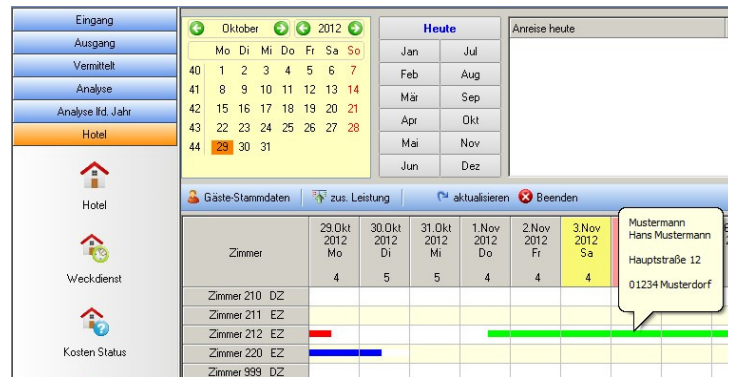 Eingang
Ausgang
Vermittelt
Analyse
Analyse lfd. Jahr
Hotel
Hotel
Weckdienst
Kosten Status
Oktober 2012
Mo Di Mi Do Fr Sa So
40 1 2 3 4 5 6 7
41 8 9 10 11 12 13 14
42 15 16 17 18 19 20 21
43 22 23 24 25 26 27 28
44 29 30 31
Heute
Jan Jul
Feb Aug
Mär Sep
Apr Okt
Mai Nov
Jun Dez
Anreise heute
Gäste-Stammdaten zus. Leistung aktualisieren Beenden
Zimmer
29.Okt 30.Okt 31.Okt 1.Nov 2.Nov 3.Nov
2012 2012 2012 2012 2012 2012
Mo Di Mi Do Fr Sa
4 5 5 4 4 4
Mustermann
Hans Mustermann
Hauptstraße 12
01234 Musterdorf
Zimmer 210 DZ
Zimmer 211 EZ
Zimmer 212 EZ
Zimmer 220 EZ
Zimmer 999 DZ